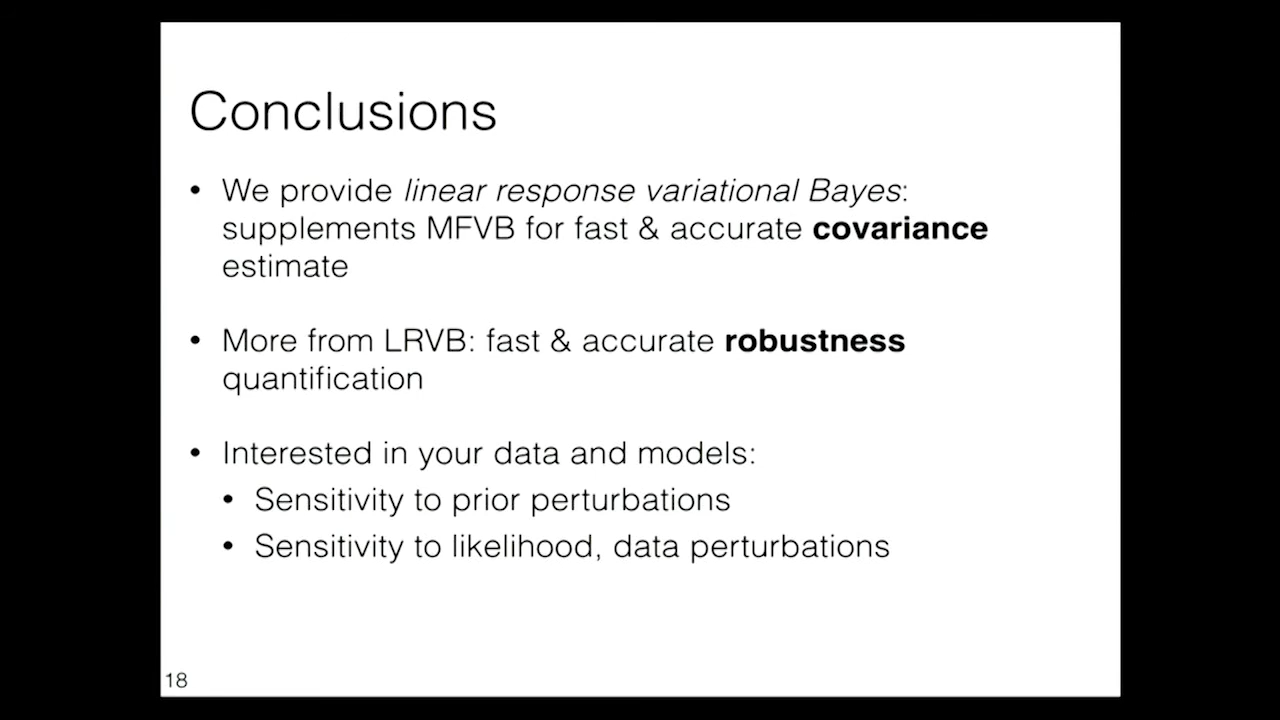 Conclusions
• We provide linear response variational Bayes:
supplements MFVB for fast & accurate covariance
estimate
• More from LRVB: fast & accurate robustness
quantification
• Interested in your data and models:
• Sensitivity to prior perturbations
• Sensitivity to likelihood, data perturbations
18